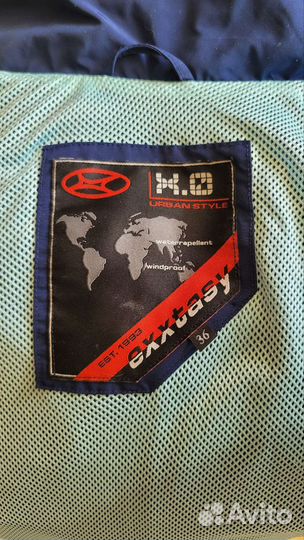 X.O
URBAN STYLE
waterrepellent
windproof
EST. 1993
exxtasy
36
Avito